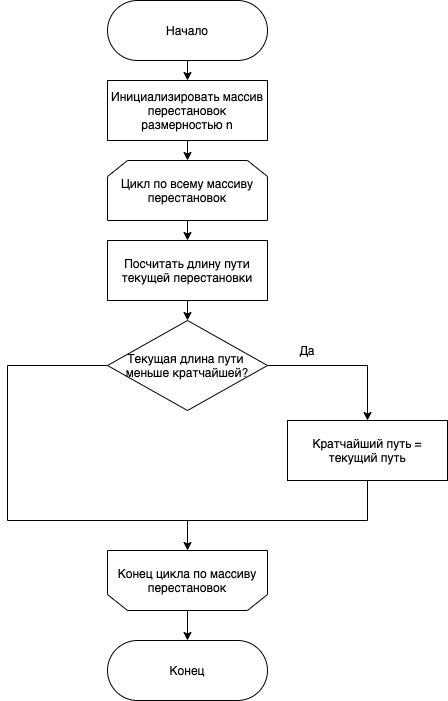 Начало
Инициализировать массив
перестановок
размерностью n
Цикл по всему массиву
перестановок
Посчитать длину пути
текущей перестановки
Текущая длина пути
меньше кратчайшей?
Да
Кратчайший путь =
текущий путь
Конец цикла по массиву
перестановок
Конец